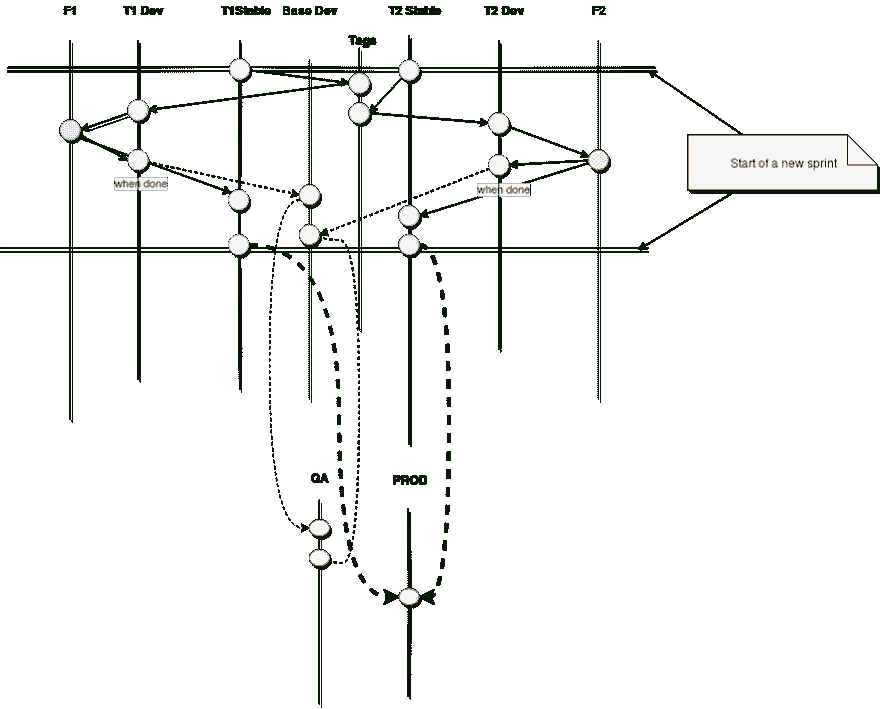 F1 T1 Dev T1Stable Base Dev T2 Stable T2 Dev F2
Tags
Start of a new sprint
when done
when done
QA PROD